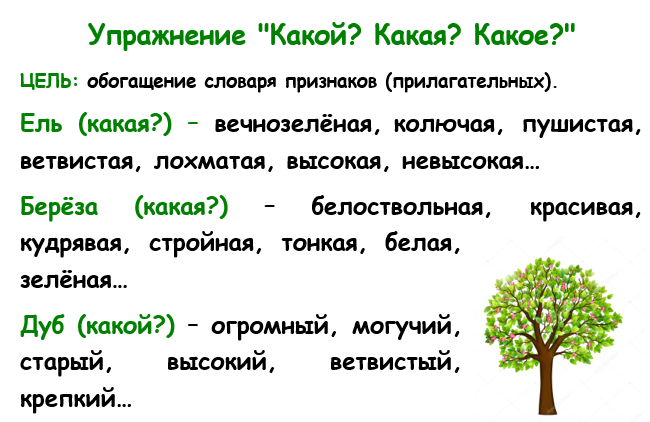 Упражнение "Какой? Какая? Какое?"
ЦЕЛЬ: обогащение словаря признаков (прилагательных).
Ель (какая?) – вечнозелёная, колючая, пушистая,
ветвистая, лохматая, высокая, невысокая…
Берёза (какая?) – белоствольная, красивая,
кудрявая, стройная, тонкая, белая,
зелёная…
Дуб (какой?) – огромный, могучий,
старый, высокий, ветвистый,
крепкий…